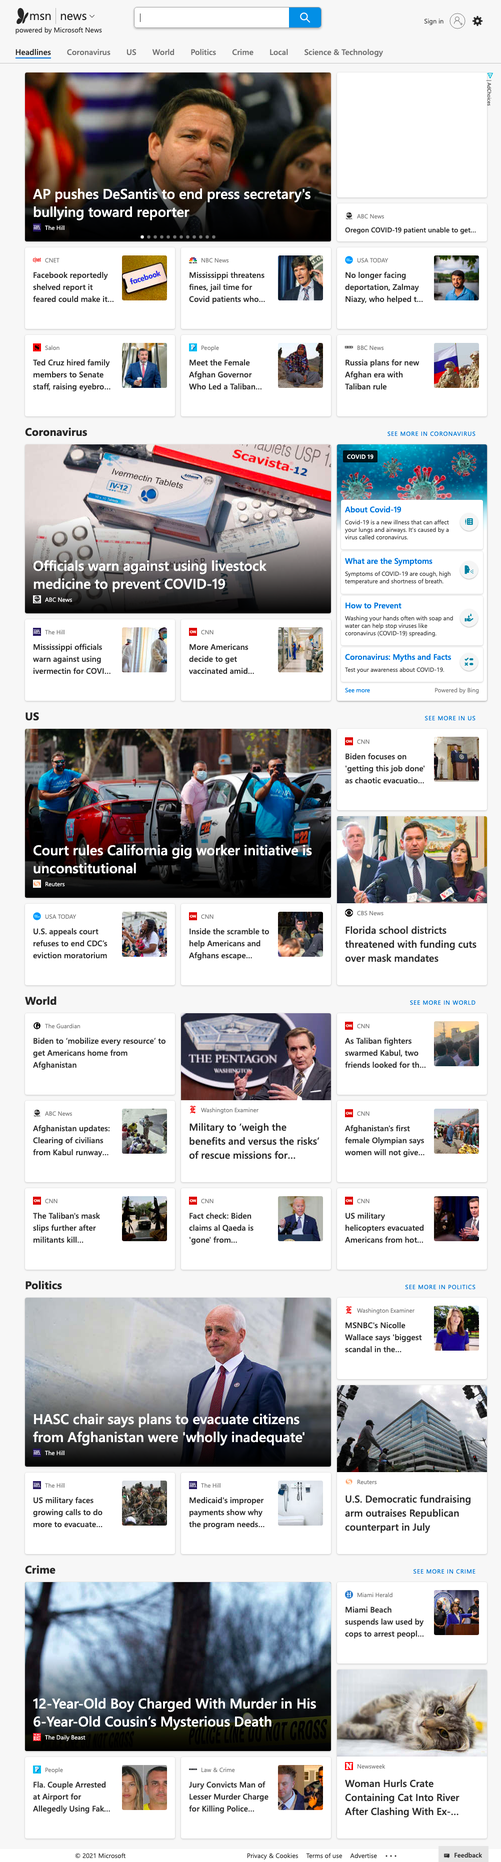 msn | news
powered by Microsoft News
Sign in
Headlines Coronavirus US World Politics Crime Local Science & Technology
AP pushes DeSantis to end press secretary's
bullying toward reporter
The Hill
AdChoices
ABC News
Oregon COVID-19 patient unable to get...
CNET
Facebook reportedly
shelved report it
feared could make it...
facebook
NBC News
Mississippi threatens
fines, jail time for
Covid patients who...
USA TODAY
No longer facing
deportation, Zalmay
Niazy, who helped t...
Salon
Ted Cruz hired family
members to Senate
staff, raising eyebro...
People
Meet the Female
Afghan Governor
Who Led a Taliban...
BBC News
Russia plans for new
Afghan era with
Taliban rule
Coronavirus
SEE MORE IN CORONAVIRUS
Tablets USP
Scavista-12
Ivermectin Tablets
IV-12
Officials warn against using livestock
medicine to prevent COVID-19
ABC News
COVID 19
About Covid-19
Covid-19 is a new illness that can affect
your lungs and airways. It's caused by a
virus called coronavirus.
What are the Symptoms
Symptoms of COVID-19 are cough, high
temperature and shortness of breath.
How to Prevent
Washing your hands often with soap and
water can help stop viruses like
coronavirus (COVID-19) spreading.
Coronavirus: Myths and Facts
Test your awareness about COVID-19.
See more
Powered by Bing
The Hill
Mississippi officials
warn against using
ivermectin for COVI...
CNN
More Americans
decide to get
vaccinated amid...
US
SEE MORE IN US
Court rules California gig worker initiative is
unconstitutional
Reuters
CNN
Biden focuses on
'getting this job done'
as chaotic evacuatio...
CBS News
Florida school districts
threatened with funding cuts
over mask mandates
USA TODAY
U.S. appeals court
refuses to end CDC's
eviction moratorium
CNN
Inside the scramble to
help Americans and
Afghans escape...
World
SEE MORE IN WORLD
The Guardian
Biden to 'mobilize every resource' to
get Americans home from
Afghanistan
THE PENTAGON
WASHINGTON
Washington Examiner
Military to 'weigh the
benefits and versus the risks'
of rescue missions for...
CNN
As Taliban fighters
swarmed Kabul, two
friends looked for th...
ABC News
Afghanistan updates:
Clearing of civilians
from Kabul runway...
CNN
Afghanistan's first
female Olympian says
women will not give...
CNN
The Taliban's mask
slips further after
militants kill...
CNN
Fact check: Biden
claims al Qaeda is
'gone' from...
CNN
US military
helicopters evacuated
Americans from hot...
Politics
SEE MORE IN POLITICS
HASC chair says plans to evacuate citizens
from Afghanistan were 'wholly inadequate'
The Hill
Washington Examiner
MSNBC's Nicolle
Wallace says 'biggest
scandal in the...
Reuters
U.S. Democratic fundraising
arm outraises Republican
counterpart in July
The Hill
US military faces
growing calls to do
more to evacuate...
The Hill
Medicaid's improper
payments show why
the program needs...
Crime
SEE MORE IN CRIME
POLICE LINE DO NOT CROSS
12-Year-Old Boy Charged With Murder in His
6-Year-Old Cousin's Mysterious Death
The Daily Beast
Miami Herald
Miami Beach
suspends law used by
cops to arrest peopl...
Newsweek
Woman Hurls Crate
Containing Cat Into River
After Clashing With Ex-...
People
Fla. Couple Arrested
at Airport for
Allegedly Using Fak...
Law & Crime
Jury Convicts Man of
Lesser Murder Charge
for Killing Police...
© 2021 Microsoft
Privacy & Cookies Terms of use Advertise ...
Feedback